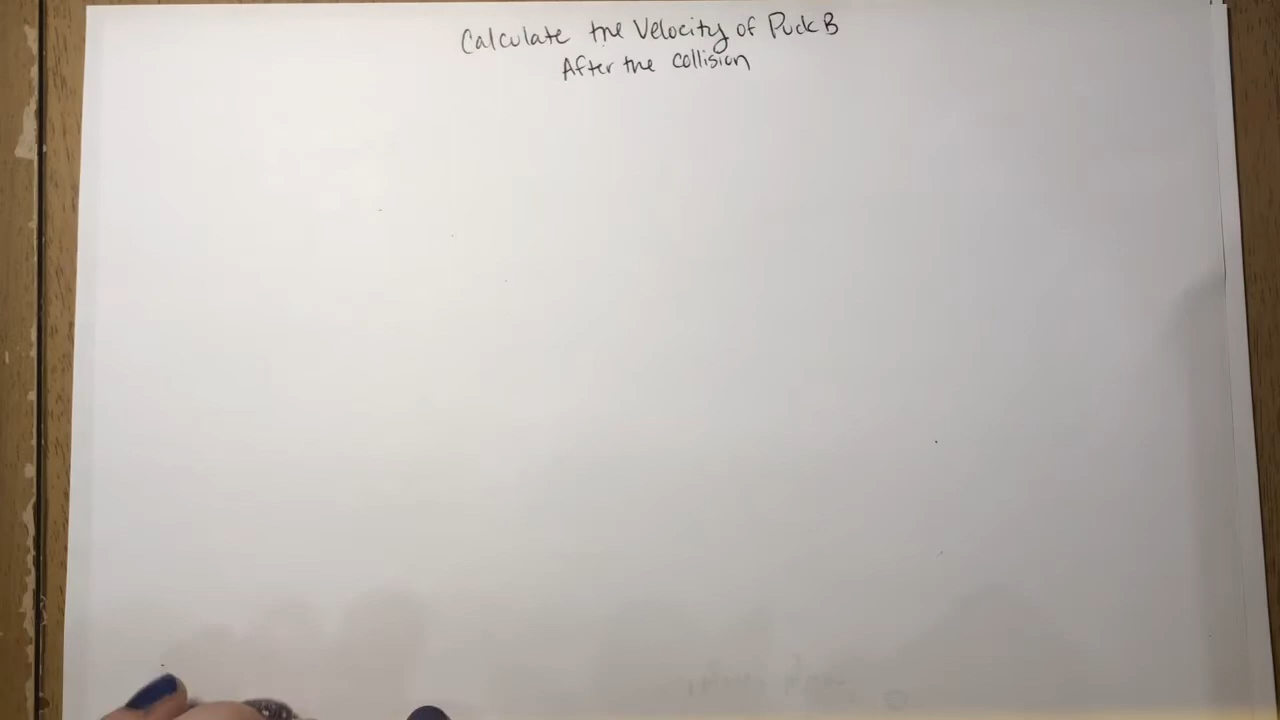 Calculate the Velocity of Puck B
After the collision